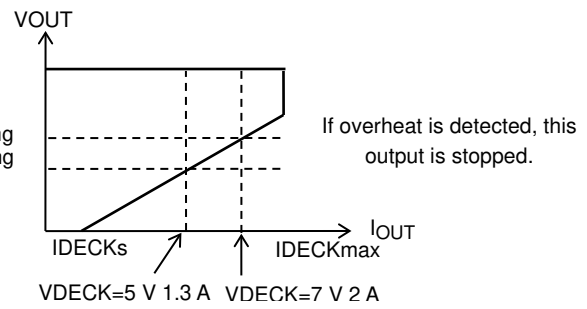 VOUT
If overheat is detected, this
output is stopped.
IOUT
IDECKs
IDECKmax
VDECK=5 V 1.3 A
VDECK=7 V 2 A